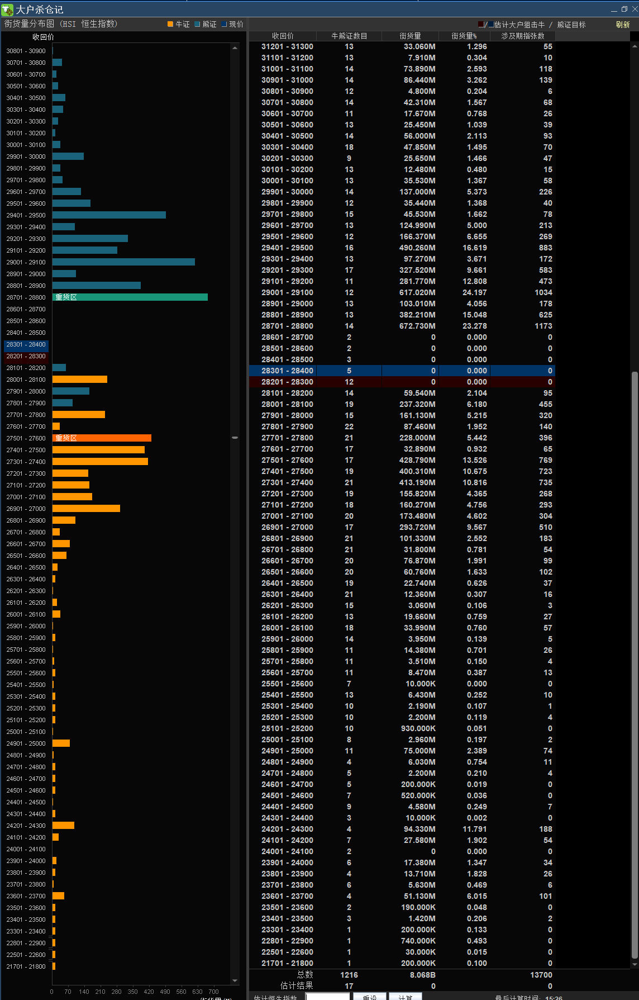 大户杀仓记
街货量分布图 (HSI 恒生指数) 牛证 熊证 现价
收回价
30801 - 30900
30701 - 30800
30601 - 30700
30501 - 30600
30401 - 30500
30301 - 30400
30201 - 30300
30101 - 30200
30001 - 30100
29901 - 30000
29801 - 29900
29701 - 29800
29601 - 29700
29501 - 29600
29401 - 29500
29301 - 29400
29201 - 29300
29101 - 29200
29001 - 29100
28901 - 29000
28801 - 28900
28701 - 28800 重货区
28601 - 28700
28501 - 28600
28401 - 28500
28301 - 28400
28201 - 28300
28101 - 28200
28001 - 28100
27901 - 28000
27801 - 27900
27701 - 27800
27601 - 27700
27501 - 27600 重货区
27401 - 27500
27301 - 27400
27201 - 27300
27101 - 27200
27001 - 27100
26901 - 27000
26801 - 26900
26701 - 26800
26601 - 26700
26501 - 26600
26401 - 26500
26301 - 26400
26201 - 26300
26101 - 26200
26001 - 26100
25901 - 26000
25801 - 25900
25701 - 25800
25601 - 25700
25501 - 25600
25401 - 25500
25301 - 25400
25201 - 25300
25101 - 25200
25001 - 25100
24901 - 25000
24801 - 24900
24701 - 24800
24601 - 24700
24501 - 24600
24401 - 24500
24301 - 24400
24201 - 24300
24101 - 24200
24001 - 24100
23901 - 24000
23801 - 23900
23701 - 23800
23601 - 23700
23501 - 23600
23401 - 23500
23301 - 23400
22801 - 22900
22501 - 22600
21701 - 21800
0 70 140 210 280 350 420 490 560 630 700
街货量(M)
/ 估计大户狙击牛 / 熊证目标 刷新
收回价 牛熊证数目 街货量 街货量% 涉及期指张数
31201 - 31300 13 33.060M 1.296 55
31101 - 31200 13 7.910M 0.304 10
31001 - 31100 14 73.890M 2.593 118
30901 - 31000 14 86.440M 3.262 139
30801 - 30900 12 4.800M 0.204 6
30701 - 30800 14 42.310M 1.567 68
30601 - 30700 11 17.670M 0.768 26
30501 - 30600 13 25.450M 1.039 39
30401 - 30500 14 56.000M 2.113 93
30301 - 30400 18 47.850M 1.495 70
30201 - 30300 9 25.650M 1.466 47
30101 - 30200 13 12.480M 0.480 15
30001 - 30100 13 35.530M 1.367 58
29901 - 30000 14 137.000M 5.373 226
29801 - 29900 12 35.440M 1.368 40
29701 - 29800 15 45.530M 1.662 78
29601 - 29700 13 124.990M 5.000 213
29501 - 29600 12 166.370M 6.655 269
29401 - 29500 16 490.260M 16.619 883
29301 - 29400 13 97.270M 3.671 172
29201 - 29300 17 327.520M 9.661 583
29101 - 29200 11 281.770M 12.808 473
29001 - 29100 12 617.020M 24.197 1034
28901 - 29000 13 103.010M 4.056 178
28801 - 28900 13 382.210M 15.048 625
28701 - 28800 14 672.730M 23.278 1173
28601 - 28700 2 0 0.000 0
28501 - 28600 2 0 0.000 0
28401 - 28500 3 0 0.000 0
28301 - 28400 5 0 0.000 0
28201 - 28300 12 0 0.000 0
28101 - 28200 14 59.540M 2.104 95
28001 - 28100 19 237.320M 6.180 455
27901 - 28000 15 161.130M 5.215 320
27801 - 27900 22 87.460M 1.952 140
27701 - 27800 21 228.000M 5.442 396
27601 - 27700 17 32.890M 0.932 65
27501 - 27600 17 428.790M 13.526 769
27401 - 27500 19 400.310M 10.675 723
27301 - 27400 21 413.190M 10.816 735
27201 - 27300 19 155.820M 4.365 268
27101 - 27200 18 160.270M 4.756 293
27001 - 27100 20 173.480M 4.602 304
26901 - 27000 17 293.720M 9.567 510
26801 - 26900 21 101.330M 2.552 183
26701 - 26800 21 31.800M 0.781 54
26601 - 26700 20 76.870M 1.991 99
26501 - 26600 20 60.760M 1.633 102
26401 - 26500 19 22.740M 0.626 37
26301 - 26400 21 12.360M 0.307 16
26201 - 26300 15 3.060M 0.106 3
26101 - 26200 13 19.660M 0.759 27
26001 - 26100 18 33.990M 0.760 57
25901 - 26000 14 3.950M 0.139 5
25801 - 25900 11 14.380M 0.701 26
25701 - 25800 11 3.510M 0.150 4
25601 - 25700 11 8.470M 0.387 13
25501 - 25600 7 10.000K 0.000 0
25401 - 25500 13 6.430M 0.252 10
25301 - 25400 10 2.190M 0.107 1
25201 - 25300 10 2.200M 0.119 4
25101 - 25200 10 930.000K 0.051 0
25001 - 25100 8 2.960M 0.197 2
24901 - 25000 11 75.000M 2.389 74
24801 - 24900 4 6.030M 0.754 11
24701 - 24800 5 2.200M 0.210 4
24601 - 24700 5 200.000K 0.019 0
24501 - 24600 7 520.000K 0.036 0
24401 - 24500 9 4.580M 0.249 7
24301 - 24400 3 10.000K 0.002 0
24201 - 24300 4 94.330M 11.791 188
24101 - 24200 7 27.580M 1.902 54
24001 - 24100 2 0 0.000 0
23901 - 24000 6 17.380M 1.347 34
23801 - 23900 4 13.710M 1.828 26
23701 - 23800 6 5.630M 0.469 6
23601 - 23700 4 51.130M 6.015 101
23501 - 23600 2 190.000K 0.048 0
23401 - 23500 3 1.420M 0.206 2
23301 - 23400 1 200.000K 0.133 0
22801 - 22900 1 740.000K 0.493 0
22501 - 22600 1 30.000K 0.015 0
21701 - 21800 1 200.000K 0.100 0
总数 1216 8.068B 13700
估计结果 17 0 0
估计恒生指数 重设 计算 最后计算时间: 15:26